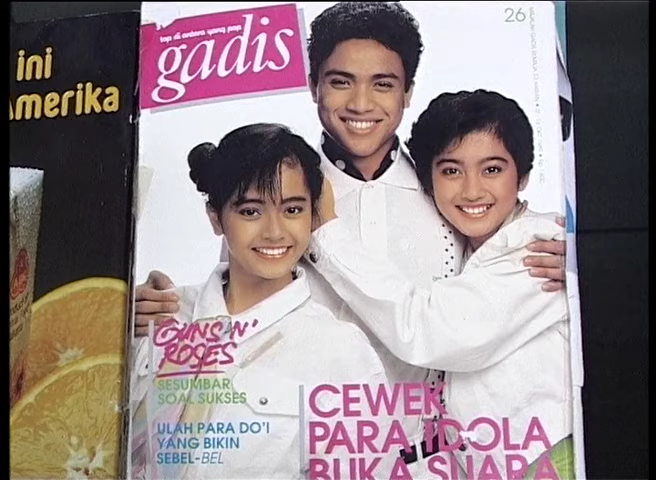 ini
Amerika
top di antara yang pop
gadis
26
GUNS N'
ROSES
SESUMBAR
SOAL SUKSES
ULAH PARA DO'I
YANG BIKIN
SEBEL-BEL
CEWEK
PARA IDOLA
BUKA SUARA